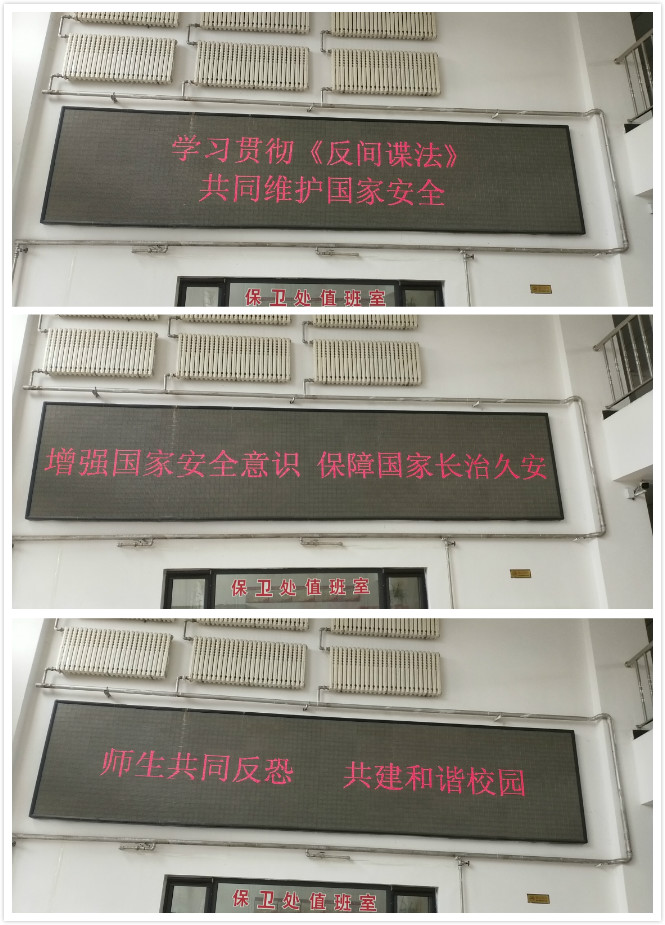 学习贯彻《反间谍法》
共同维护国家安全
保卫处值班室
增强国家安全意识 保障国家长治久安
保卫处值班室
师生共同反恐 共建和谐校园
保卫处值班室